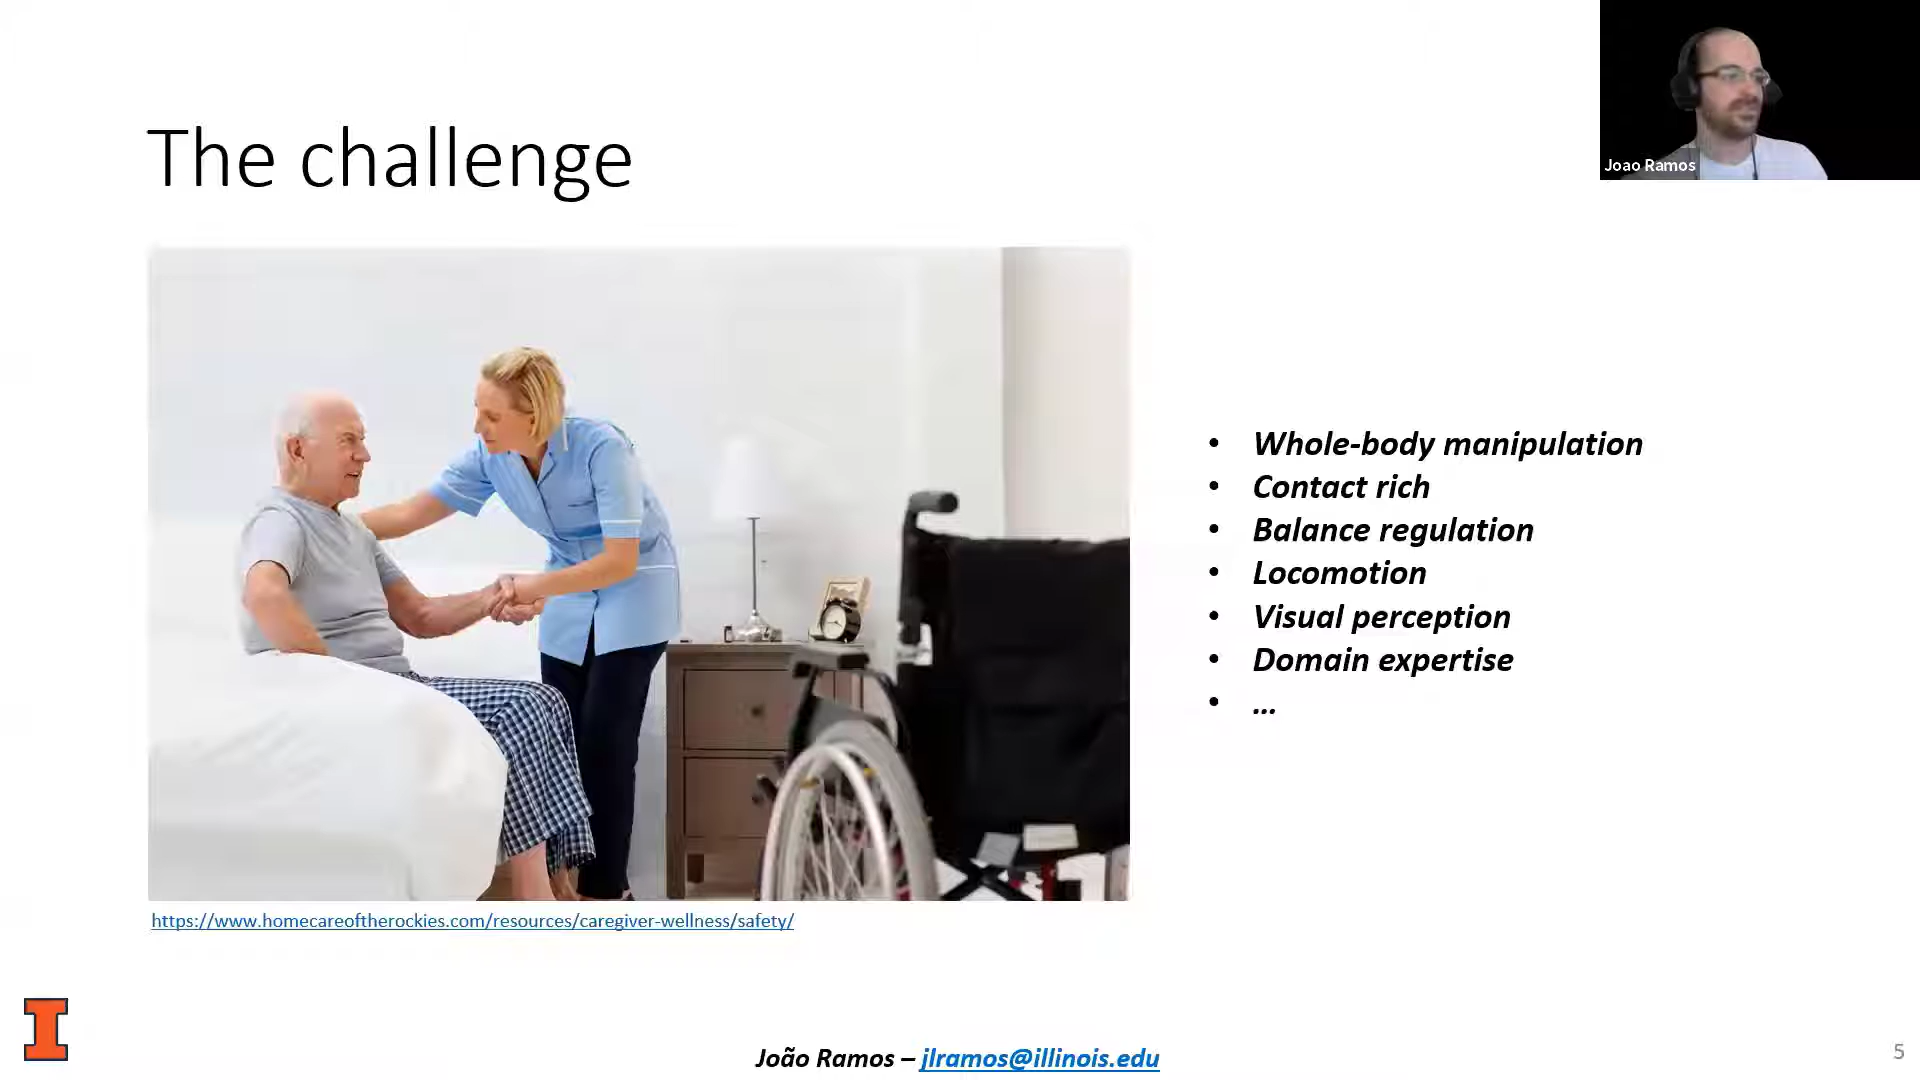 Joao Ramos
The challenge
• Whole-body manipulation
• Contact rich
• Balance regulation
• Locomotion
• Visual perception
• Domain expertise
• ...
https://www.homecareoftherockies.com/resources/caregiver-wellness/safety/
I
João Ramos – jlramos@illinois.edu
5